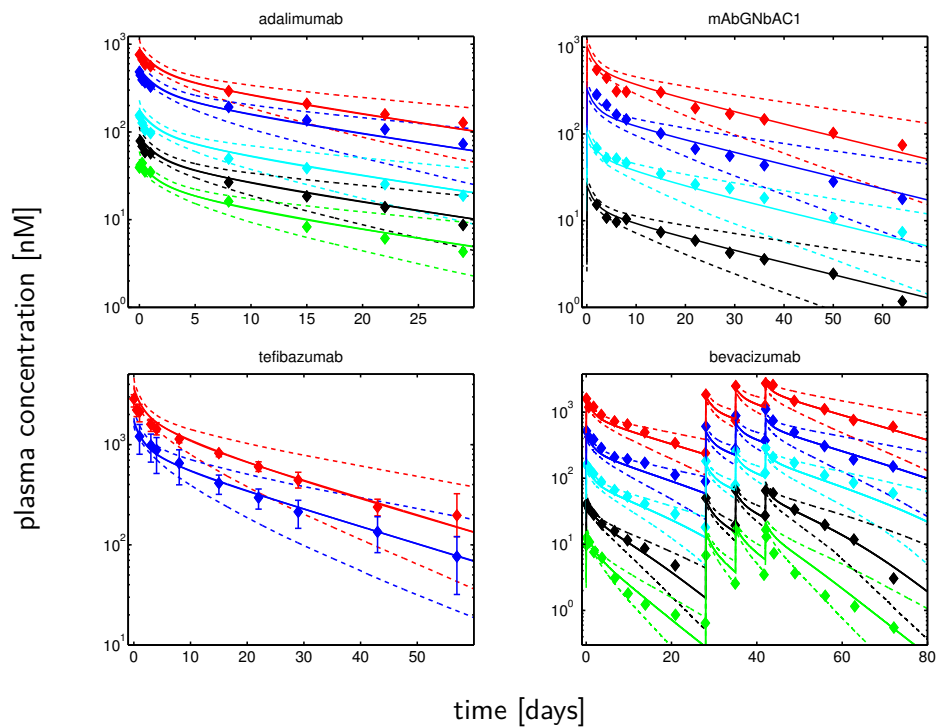 adalimumab
mAbGNbAC1
10^3
10^2
10^1
10^0
0 5 10 15 20 25
10^3
10^2
10^1
10^0
0 10 20 30 40 50 60
tefibazumab
bevacizumab
10^3
10^2
10^1
0 10 20 30 40 50
10^3
10^2
10^1
10^0
0 20 40 60 80
plasma concentration [nM]
time [days]